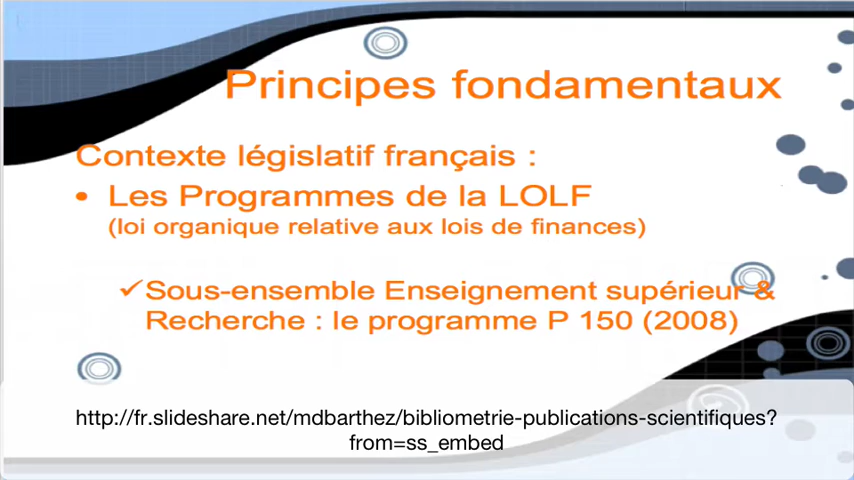 Principes fondamentaux
Contexte législatif français :
• Les Programmes de la LOLF
(loi organique relative aux lois de finances)
✓Sous-ensemble Enseignement supérieur &
Recherche : le programme P 150 (2008)
http://fr.slideshare.net/mdbarthez/bibliometrie-publications-scientifiques?
from=ss_embed